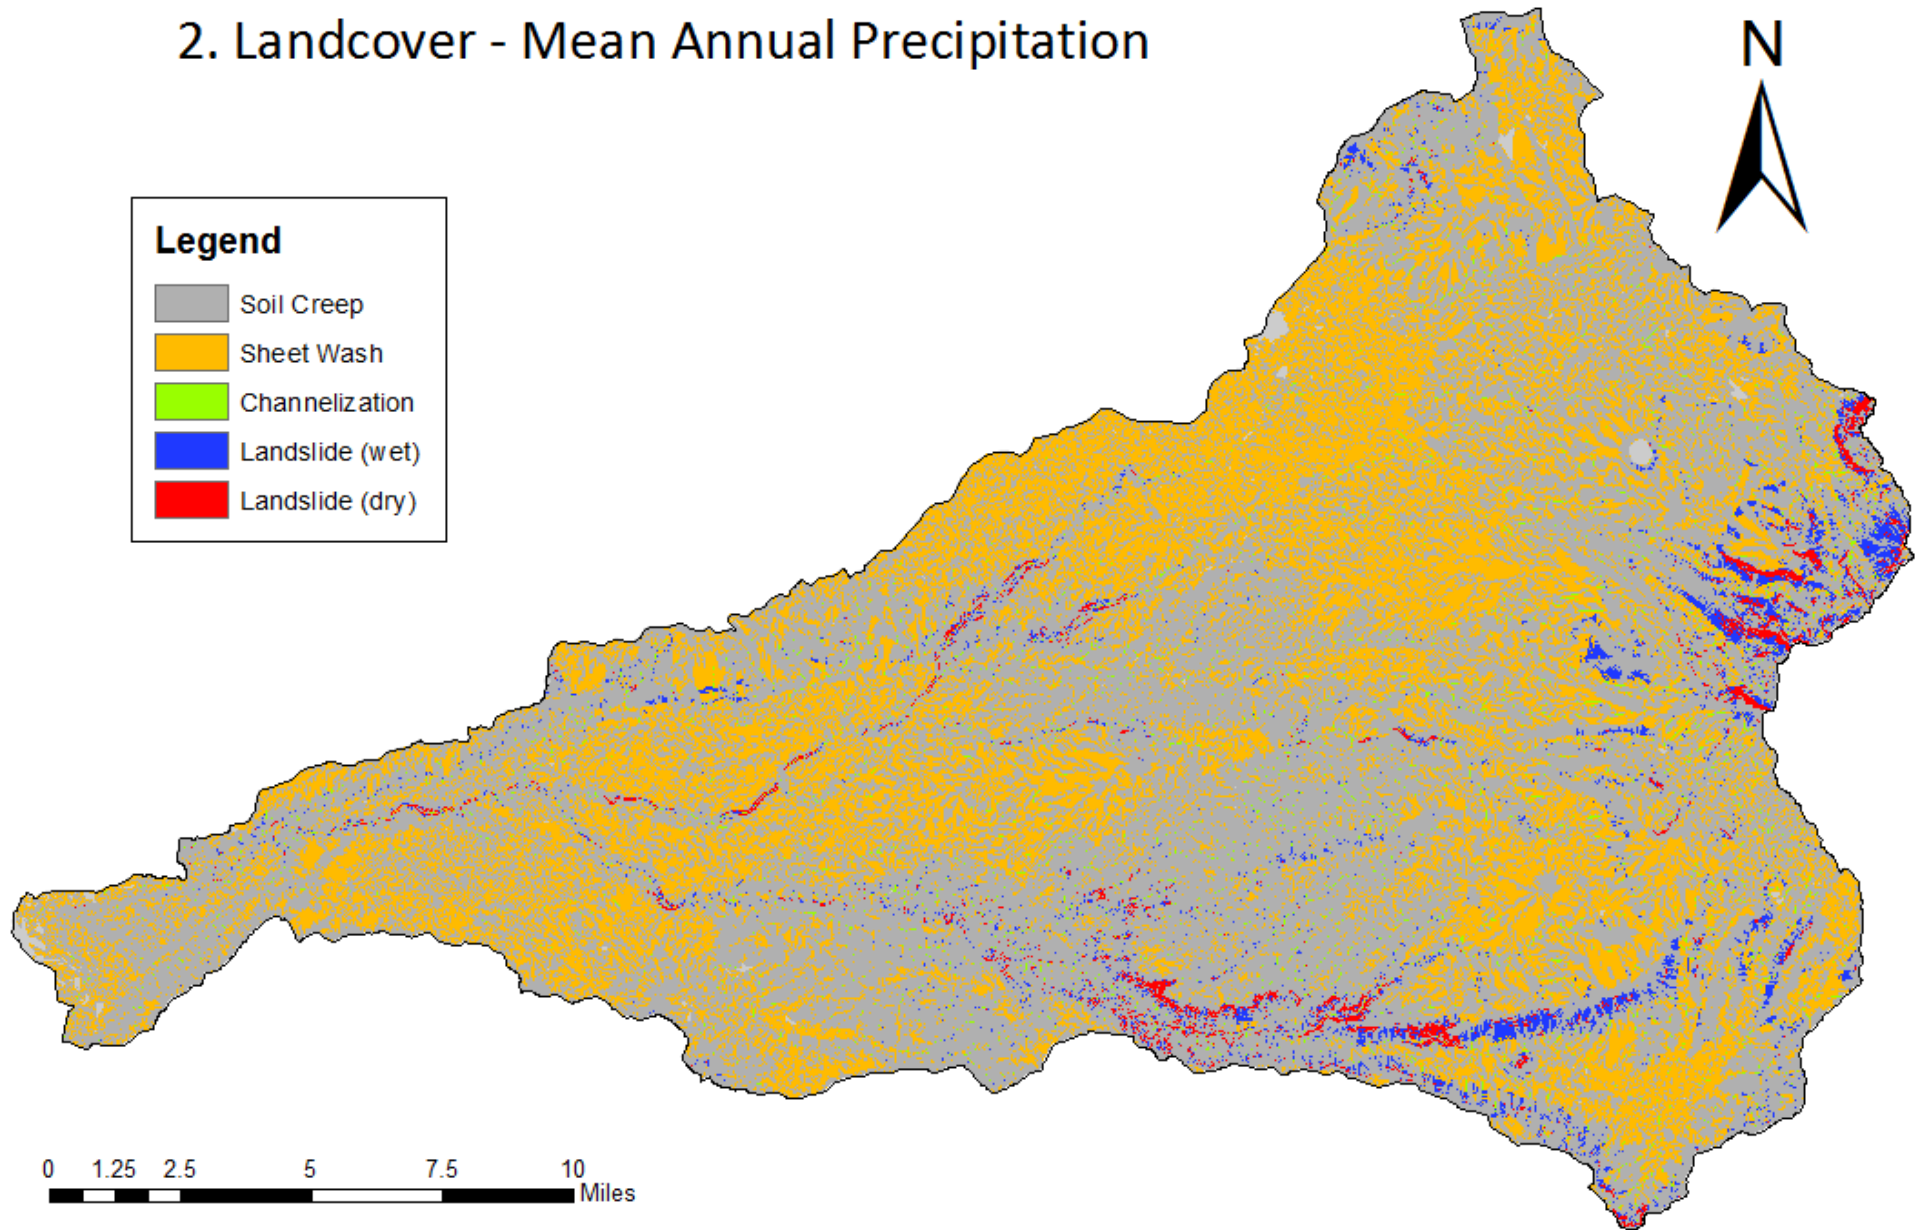 2. Landcover - Mean Annual Precipitation
N
Legend
Soil Creep
Sheet Wash
Channelization
Landslide (wet)
Landslide (dry)
0 1.25 2.5 5 7.5 10
Miles